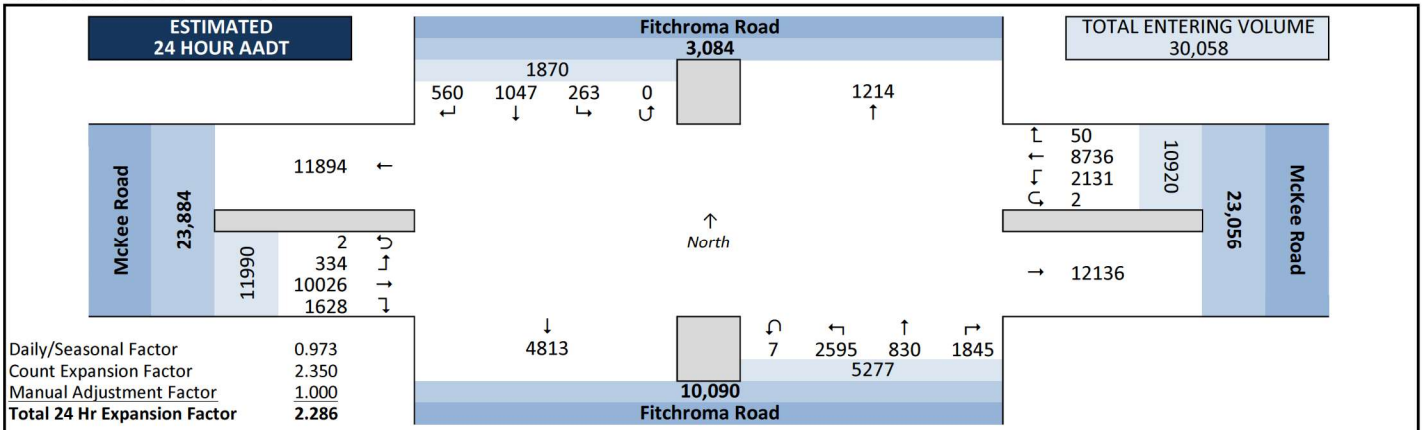 ESTIMATED
24 HOUR AADT
Fitchroma Road
3,084
TOTAL ENTERING VOLUME
30,058
1870
560 1047 263 0
↵ ↓ ↳ ↺
1214
↑
McKee Road
23,884
11894 ←
2 ⮌
334 ↰
10026 →
1628 ↴
11990
↑
North
↱ 50
← 8736
↲ 2131
⮎ 2
10920
23,056
McKee Road
→ 12136
↓
4813
↶ ↰ ↑ ↱
7 2595 830 1845
5277
10,090
Fitchroma Road
Daily/Seasonal Factor 0.973
Count Expansion Factor 2.350
Manual Adjustment Factor 1.000
Total 24 Hr Expansion Factor 2.286